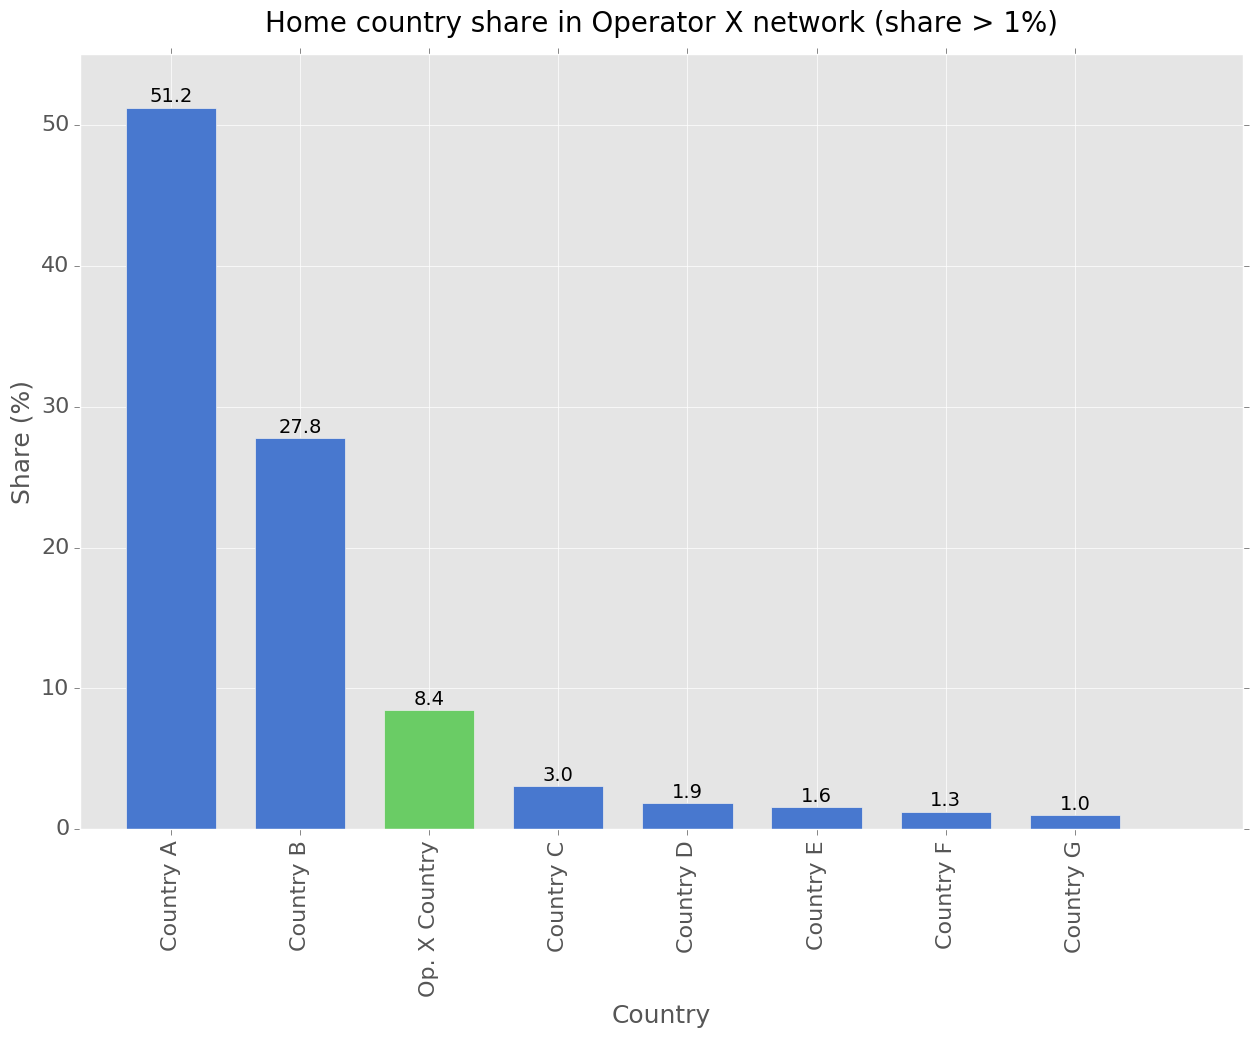 Home country share in Operator X network (share > 1%)
51.2
27.8
8.4
3.0
1.9
1.6
1.3
1.0
50
40
30
20
10
0
Share (%)
Country A
Country B
Op. X Country
Country C
Country D
Country E
Country F
Country G
Country